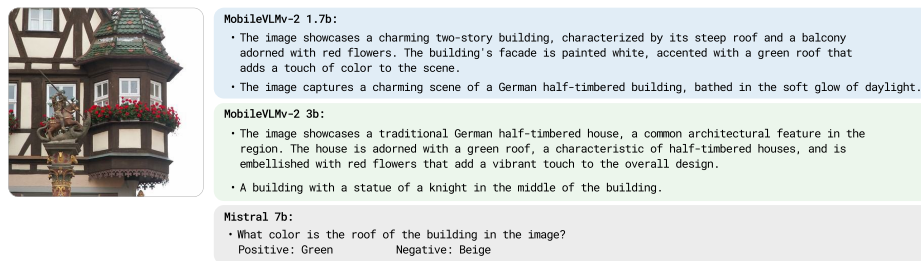 MobileVLMv-2 1.7b:
• The image showcases a charming two-story building, characterized by its steep roof and a balcony
adorned with red flowers. The building's facade is painted white, accented with a green roof that
adds a touch of color to the scene.
• The image captures a charming scene of a German half-timbered building, bathed in the soft glow of daylight.
MobileVLMv-2 3b:
• The image showcases a traditional German half-timbered house, a common architectural feature in the
region. The house is adorned with a green roof, a characteristic of half-timbered houses, and is
embellished with red flowers that add a vibrant touch to the overall design.
• A building with a statue of a knight in the middle of the building.
Mistral 7b:
• What color is the roof of the building in the image?
Positive: Green Negative: Beige